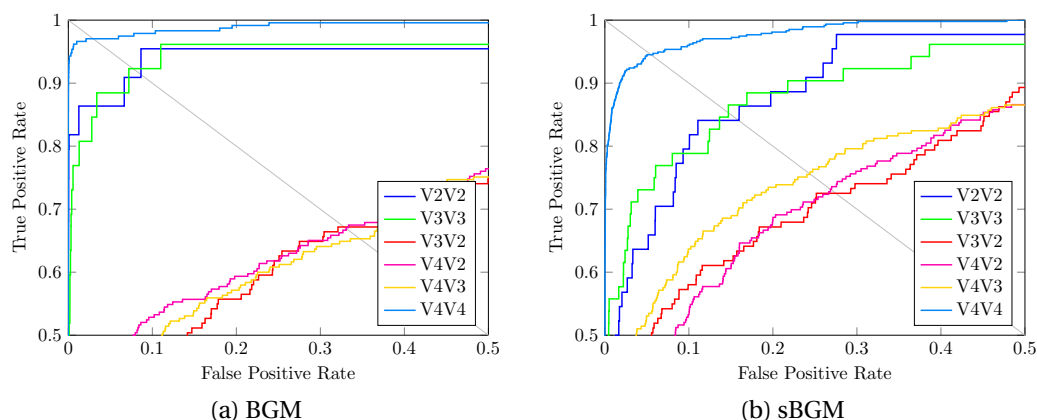 1
0.9
0.8
0.7
0.6
0.5
0
0.1
0.2
0.3
0.4
0.5
True Positive Rate
False Positive Rate
V2V2
V3V3
V3V2
V4V2
V4V3
V4V4
(a) BGM
1
0.9
0.8
0.7
0.6
0.5
0
0.1
0.2
0.3
0.4
0.5
True Positive Rate
False Positive Rate
V2V2
V3V3
V3V2
V4V2
V4V3
V4V4
(b) sBGM